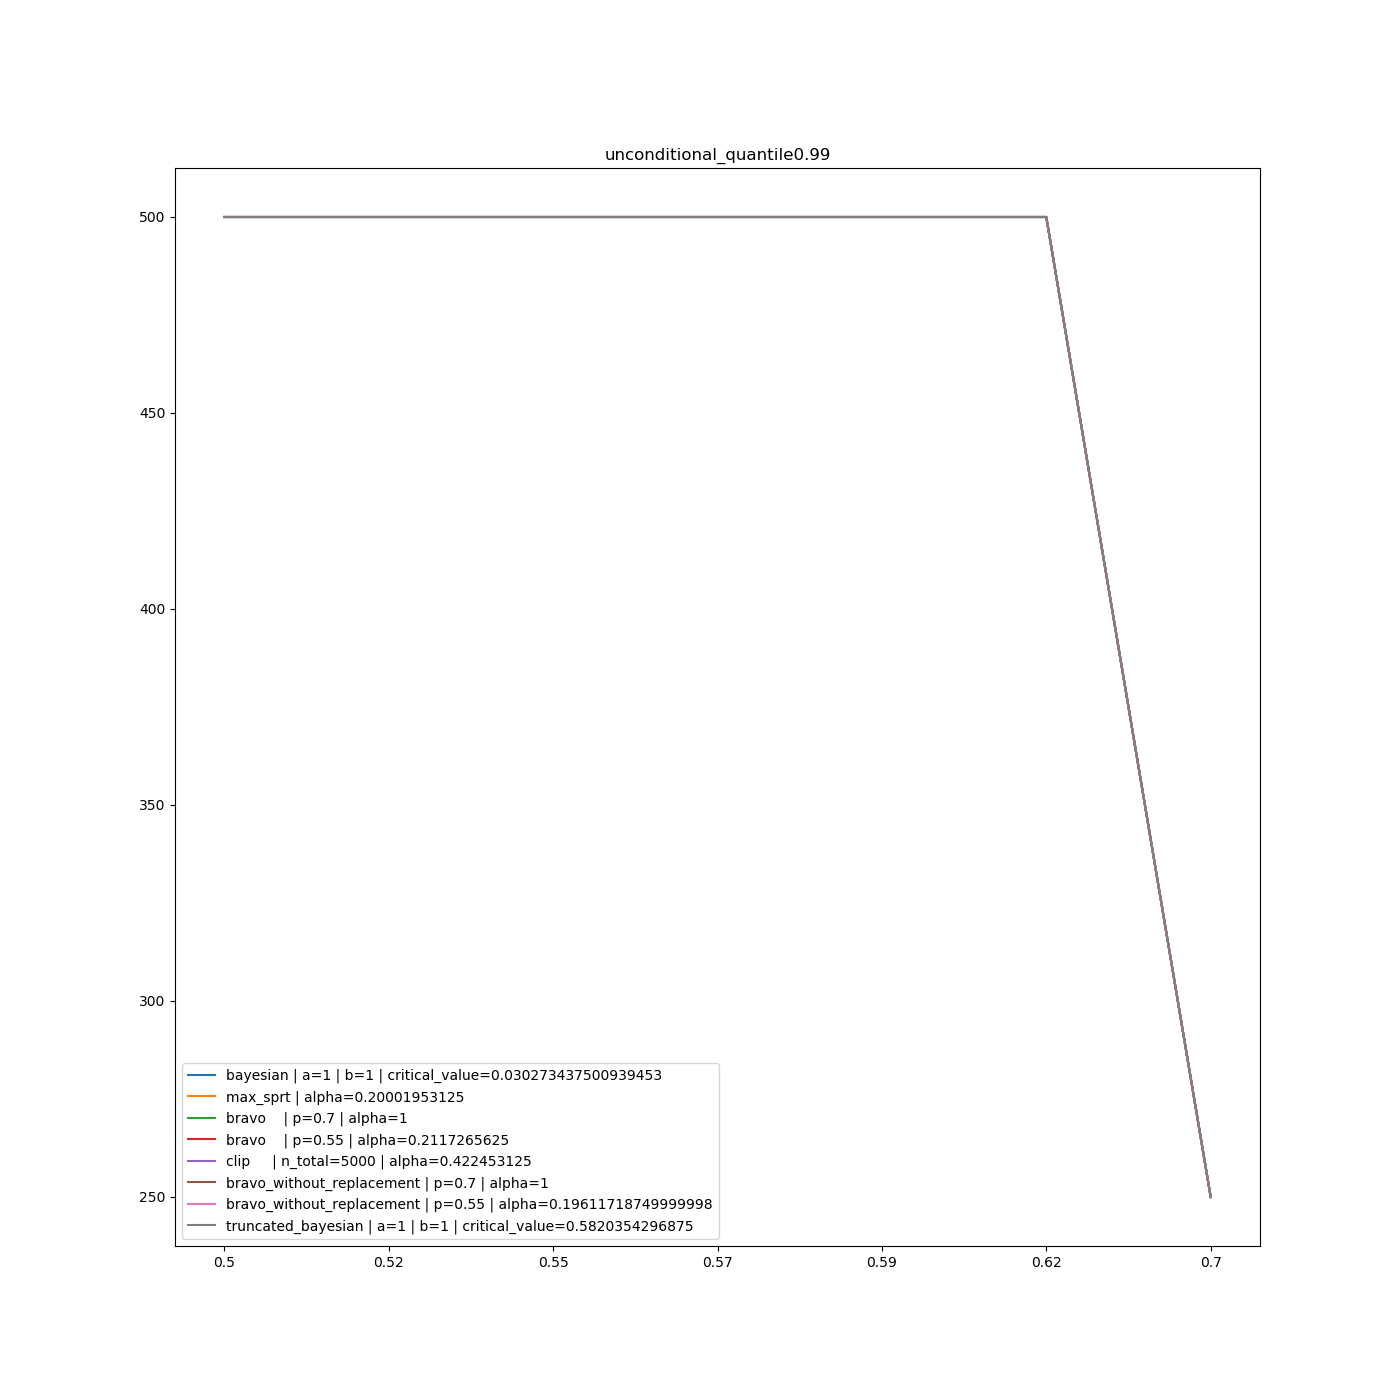 unconditional_quantile0.99
500
450
400
350
300
250
bayesian | a=1 | b=1 | critical_value=0.030273437500939453
max_sprt | alpha=0.20001953125
bravo    | p=0.7 | alpha=1
bravo    | p=0.55 | alpha=0.2117265625
clip     | n_total=5000 | alpha=0.422453125
bravo_without_replacement | p=0.7 | alpha=1
bravo_without_replacement | p=0.55 | alpha=0.19611718749999998
truncated_bayesian | a=1 | b=1 | critical_value=0.5820354296875
0.5 0.52 0.55 0.57 0.59 0.62 0.7